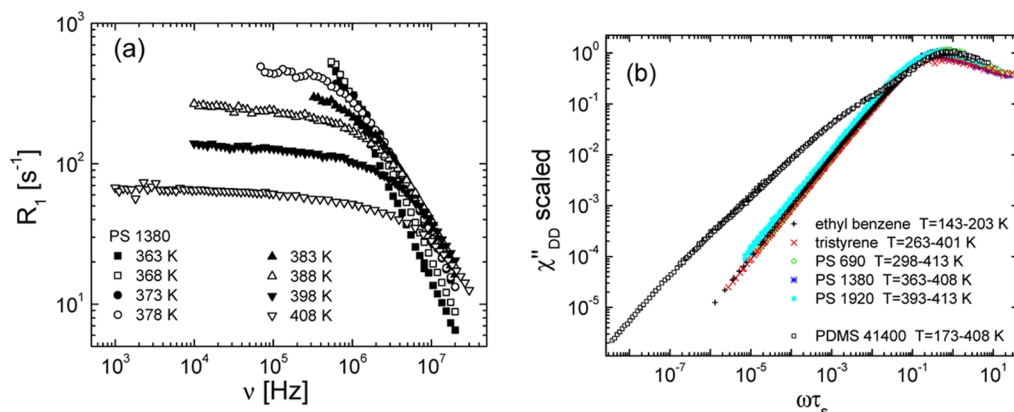 (a)
10³
10²
10¹
R₁ [s⁻¹]
PS 1380
363 K
368 K
373 K
378 K
383 K
388 K
398 K
408 K
10³ 10⁴ 10⁵ 10⁶ 10⁷
ν [Hz]
(b)
10⁰
10⁻¹
10⁻²
10⁻³
10⁻⁴
10⁻⁵
χ''DD scaled
ethyl benzene T=143-203 K
tristyrene T=263-401 K
PS 690 T=298-413 K
PS 1380 T=363-408 K
PS 1920 T=393-413 K
PDMS 41400 T=173-408 K
10⁻⁷ 10⁻⁵ 10⁻³ 10⁻¹ 10¹
ωτₛ